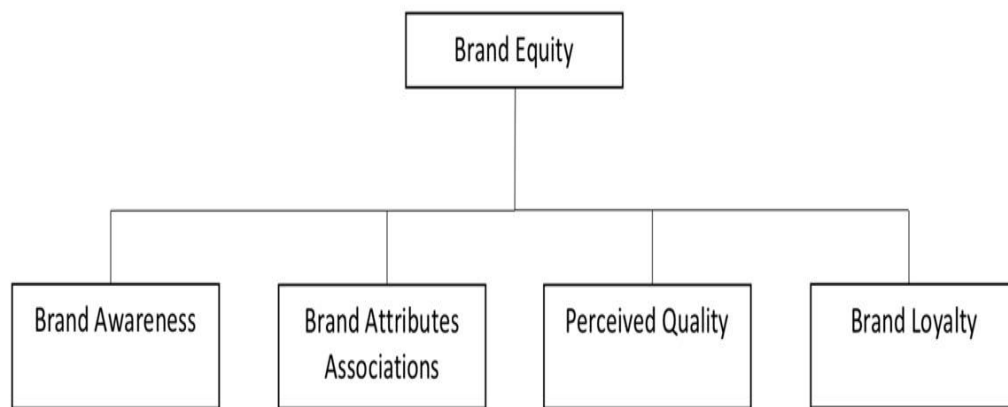 Brand Equity
Brand Awareness
Brand Attributes
Associations
Perceived Quality
Brand Loyalty